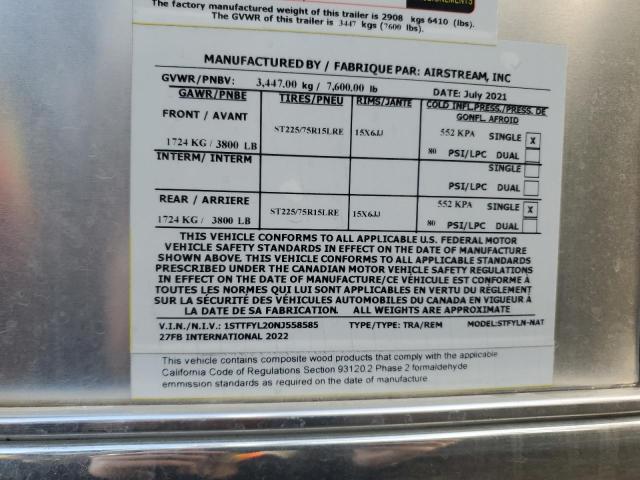 The factory manufactured weight of this trailer is 2908 kgs 6410 (lbs).
The GVWR of this trailer is 3447 kgs (7600 lbs).
MANUFACTURED BY / FABRIQUE PAR: AIRSTREAM, INC
GVWR/PNBV: 3,447.00 kg / 7,600.00 lb DATE: July 2021
GAWR/PNBE TIRES/PNEU RIMS/JANTE COLD INFL.PRESS./PRESS. DE
GONFL. AFROID
FRONT / AVANT
ST225/75R15LRE 15X6JJ 552 KPA SINGLE X
1724 KG / 3800 LB 80 PSI/LPC DUAL
INTERM/ INTERM SINGLE
PSI/LPC DUAL
REAR / ARRIERE ST225/75R15LRE 15X6JJ 552 KPA SINGLE X
1724 KG / 3800 LB 80 PSI/LPC DUAL
THIS VEHICLE CONFORMS TO ALL APPLICABLE U.S. FEDERAL MOTOR
VEHICLE SAFETY STANDARDS IN EFFECT ON THE DATE OF MANUFACTURE
SHOWN ABOVE. THIS VEHICLE CONFORMS TO ALL APPLICABLE STANDARDS
PRESCRIBED UNDER THE CANADIAN MOTOR VEHICLE SAFETY REGULATIONS
IN EFFECT ON THE DATE OF MANUFACTURE/CE VÉHICULE EST CONFORME À
TOUTES LES NORMES QUI LUI SONT APPLICABLES EN VERTU DU RÈGLEMENT
SUR LA SÉCURITÉ DES VÉHICULES AUTOMOBILES DU CANADA EN VIGUEUR À
LA DATE DE SA FABRICATION. ALL WEIGHTS ARE APPROXIMATE
V.I.N./N.I.V.: 1STTFYL20NJ558585 TYPE/TYPE: TRA/REM MODEL:STFYLN-NAT
27FB INTERNATIONAL 2022
This vehicle contains composite wood products that comply with the applicable
California Code of Regulations Section 93120.2 Phase 2 formaldehyde
emmission standards as required on the date of manufacture